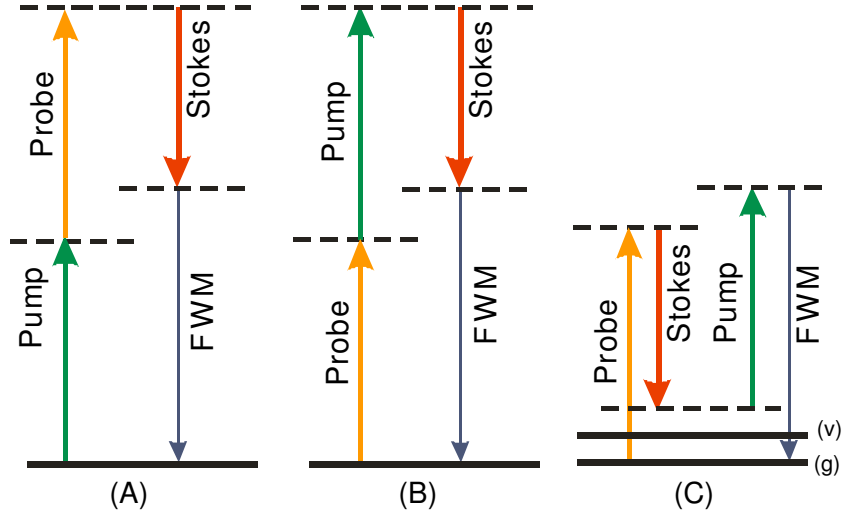 Pump
Probe
Stokes
FWM
(A)
Probe
Pump
Stokes
FWM
(B)
Probe
Stokes
Pump
FWM
(v)
(g)
(C)